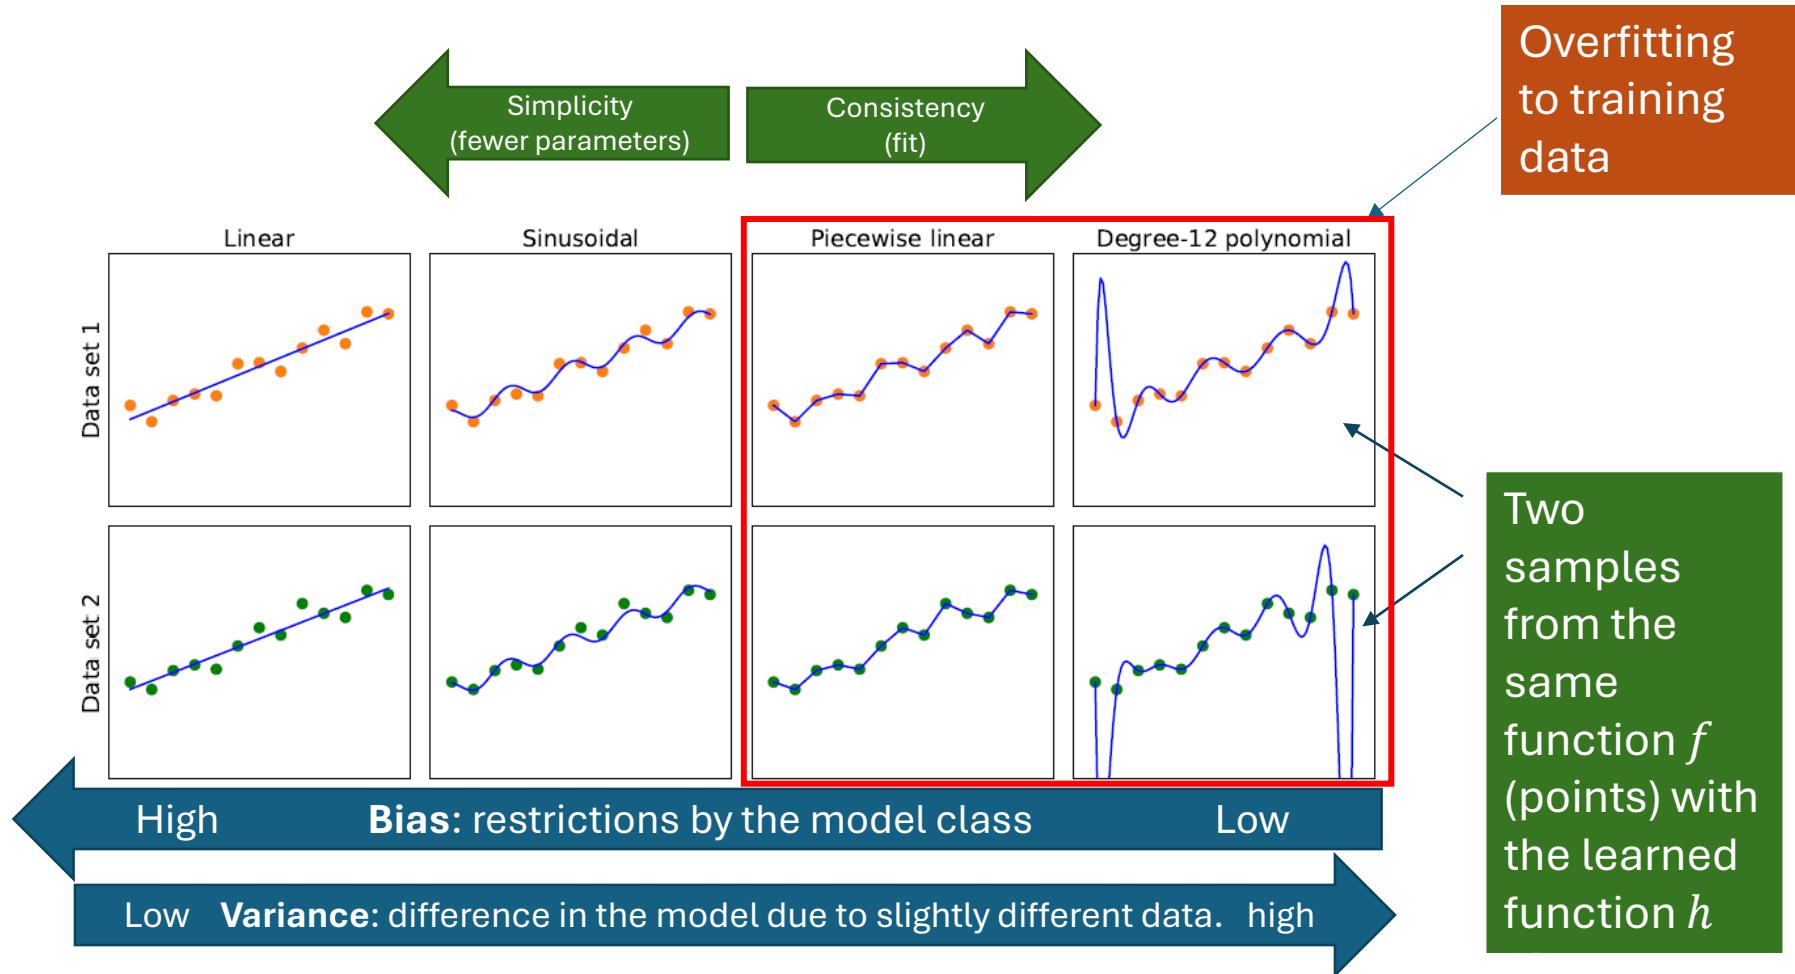 Overfitting
to training
data
Simplicity
(fewer parameters)
Consistency
(fit)
Linear
Sinusoidal
Piecewise linear
Degree-12 polynomial
Data set 1
Data set 2
Two
samples
from the
same
function f
(points) with
the learned
function h
High Bias: restrictions by the model class Low
Low Variance: difference in the model due to slightly different data. high